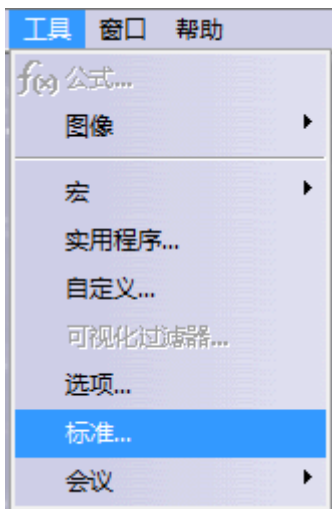 工具 窗口 帮助
f(x) 公式...
图像
宏
实用程序...
自定义...
可视化过滤器...
选项...
标准...
会议